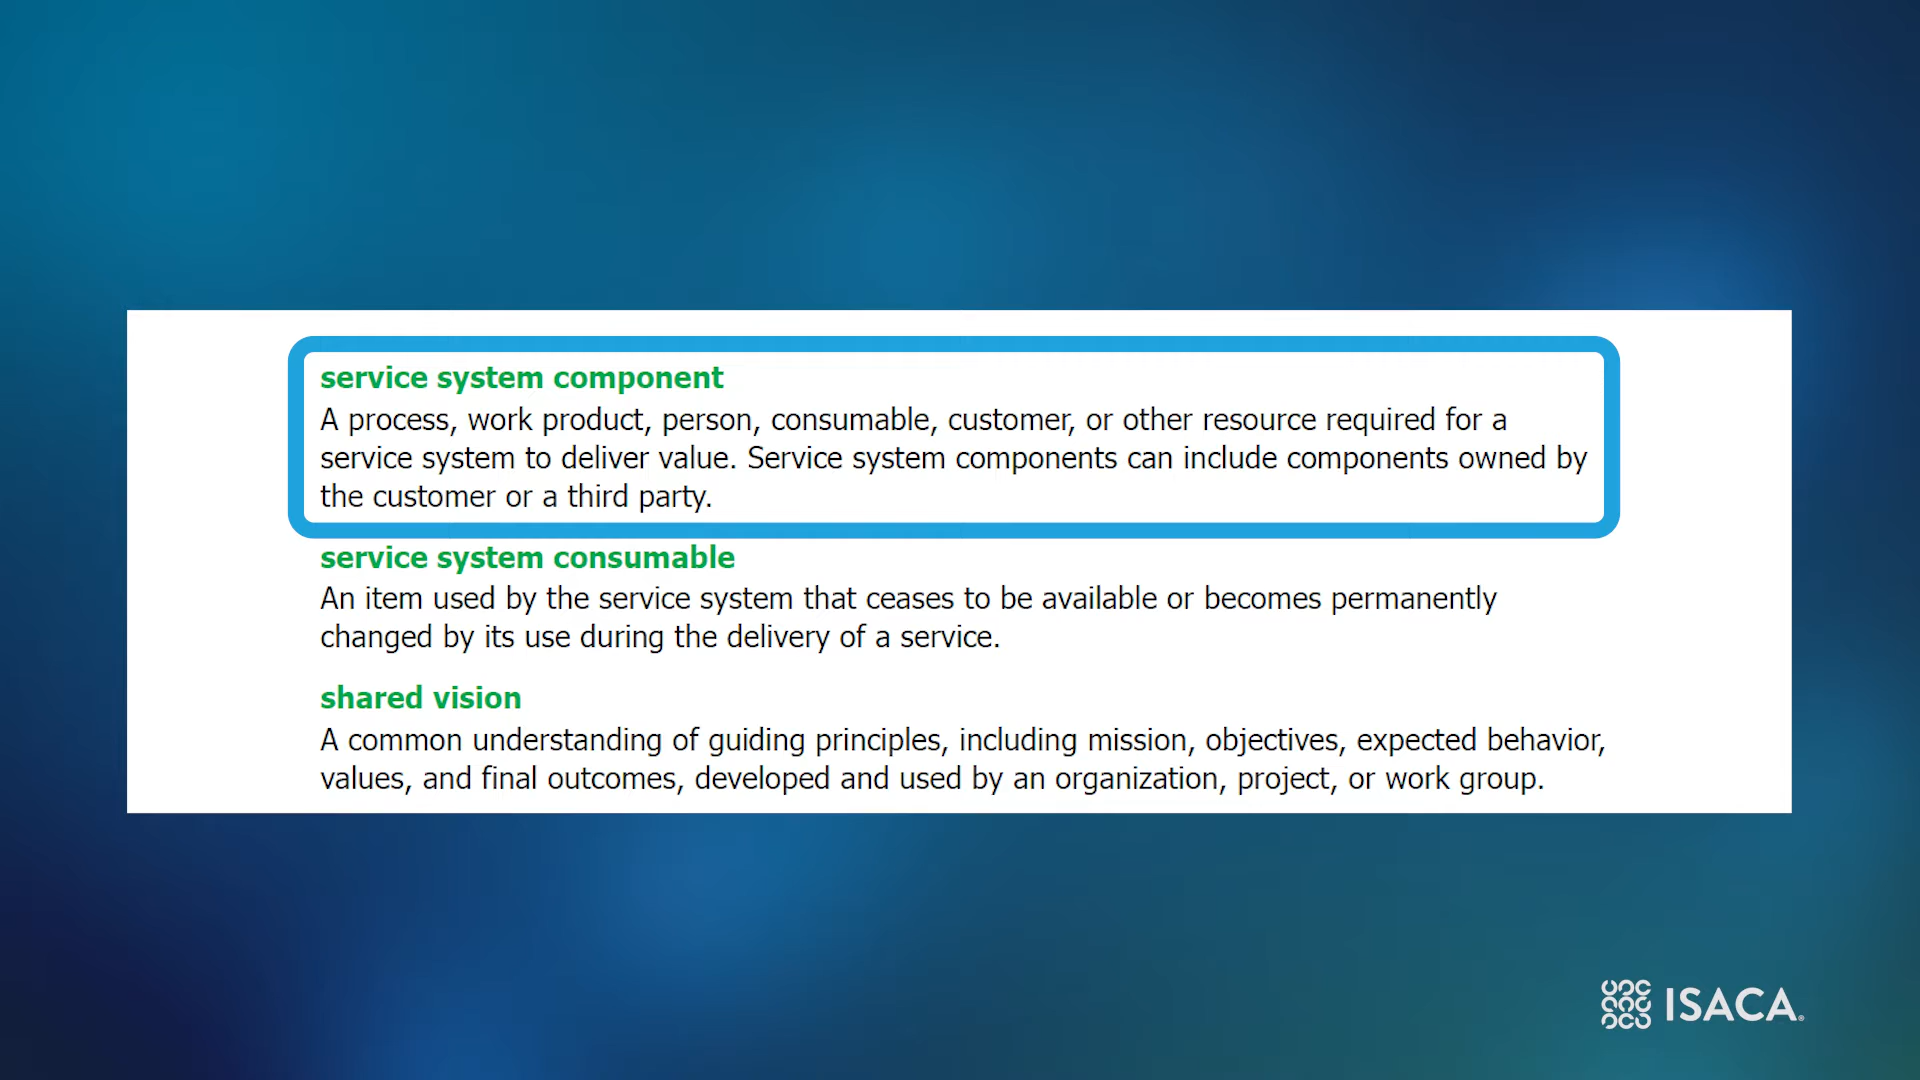 service system component
A process, work product, person, consumable, customer, or other resource required for a
service system to deliver value. Service system components can include components owned by
the customer or a third party.
service system consumable
An item used by the service system that ceases to be available or becomes permanently
changed by its use during the delivery of a service.
shared vision
A common understanding of guiding principles, including mission, objectives, expected behavior,
values, and final outcomes, developed and used by an organization, project, or work group.
ISACA®